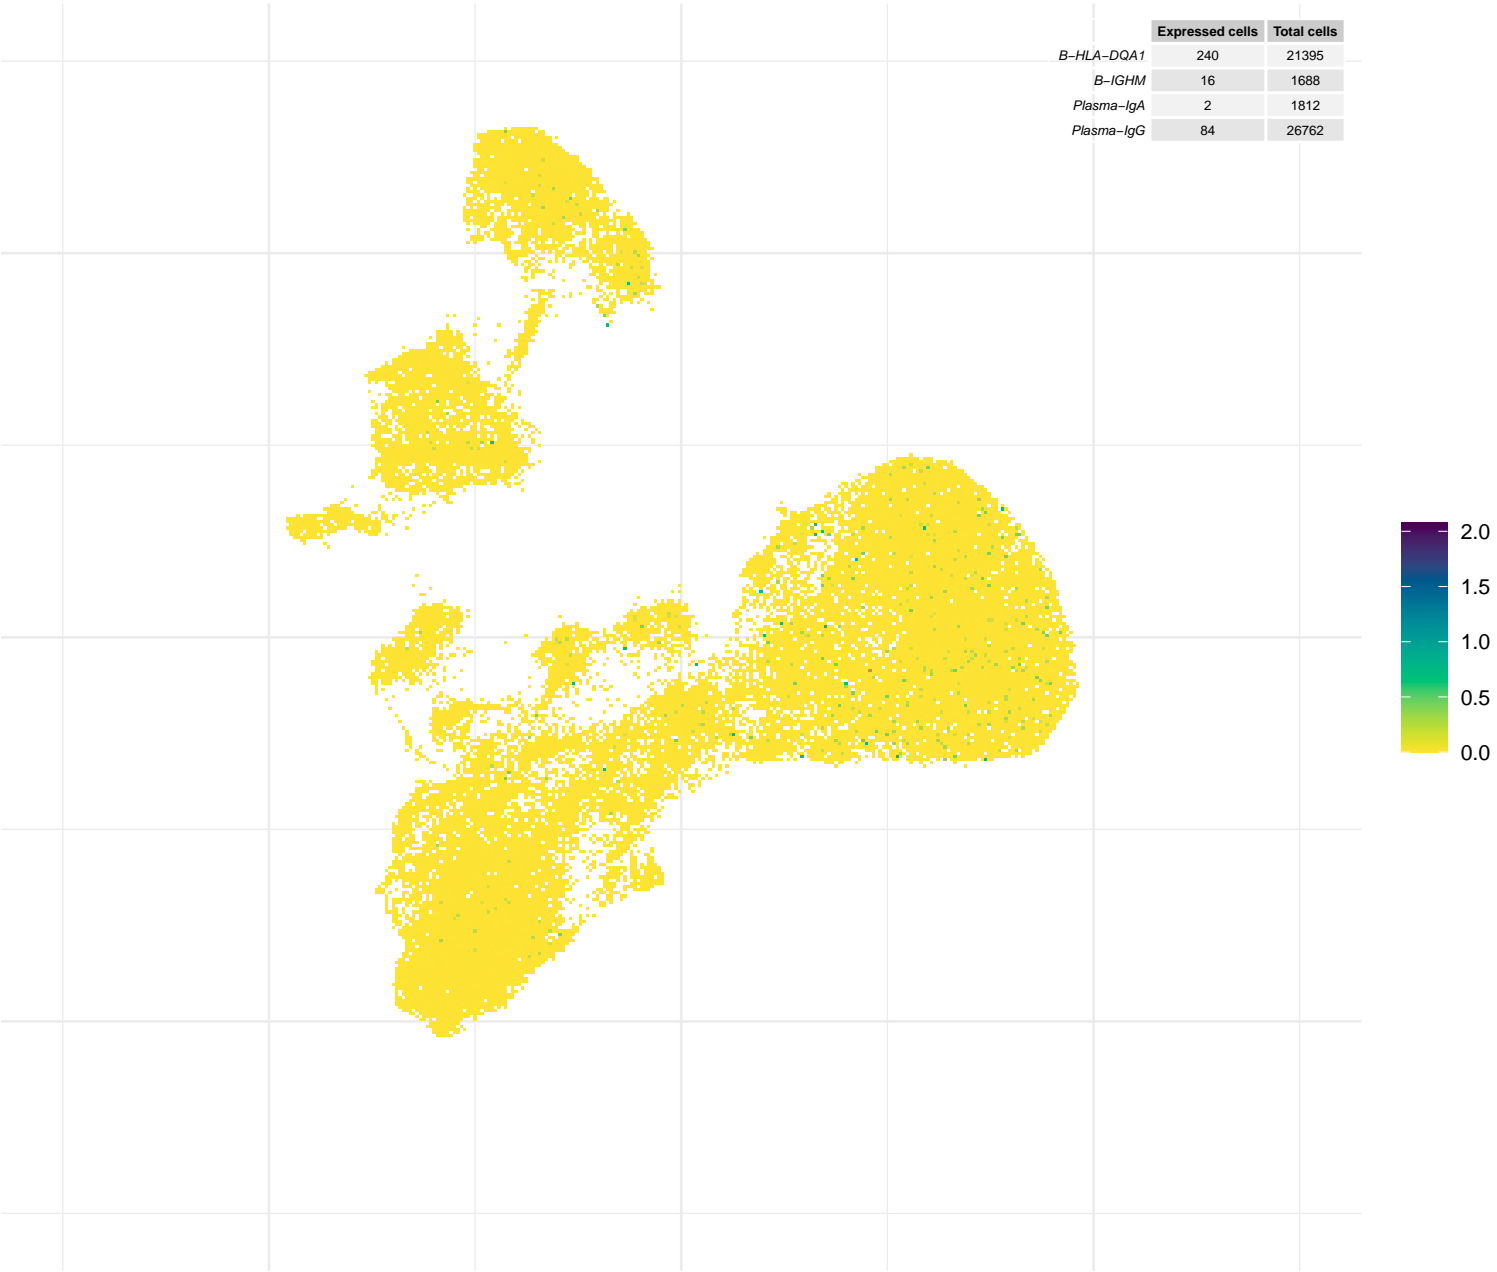 Expressed cells Total cells
B−HLA−DQA1 240 21395
B−IGHM 16 1688
Plasma−IgA 2 1812
Plasma−IgG 84 26762
2.0
1.5
1.0
0.5
0.0